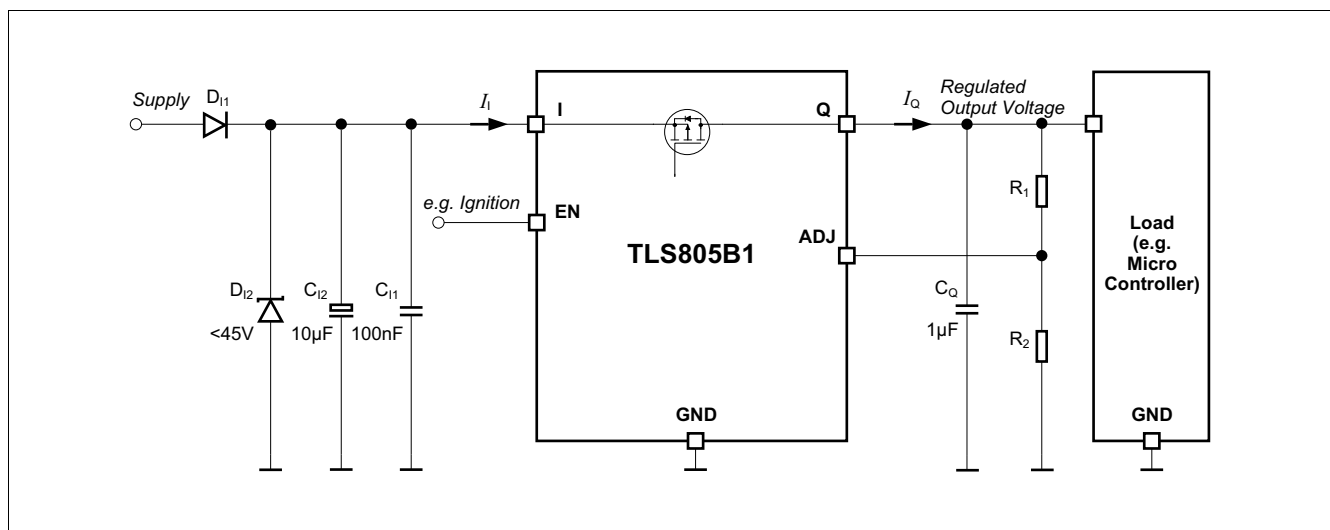 Supply
D<sub>I1</sub>
I<sub>I</sub>
I
Q
I<sub>Q</sub>
Regulated
Output Voltage
e.g. Ignition
EN
TLS805B1
ADJ
R<sub>1</sub>
Load
(e.g.
Micro
Controller)
D<sub>I2</sub>
<45V
C<sub>I2</sub>
10µF
C<sub>I1</sub>
100nF
C<sub>Q</sub>
1µF
R<sub>2</sub>
GND
GND